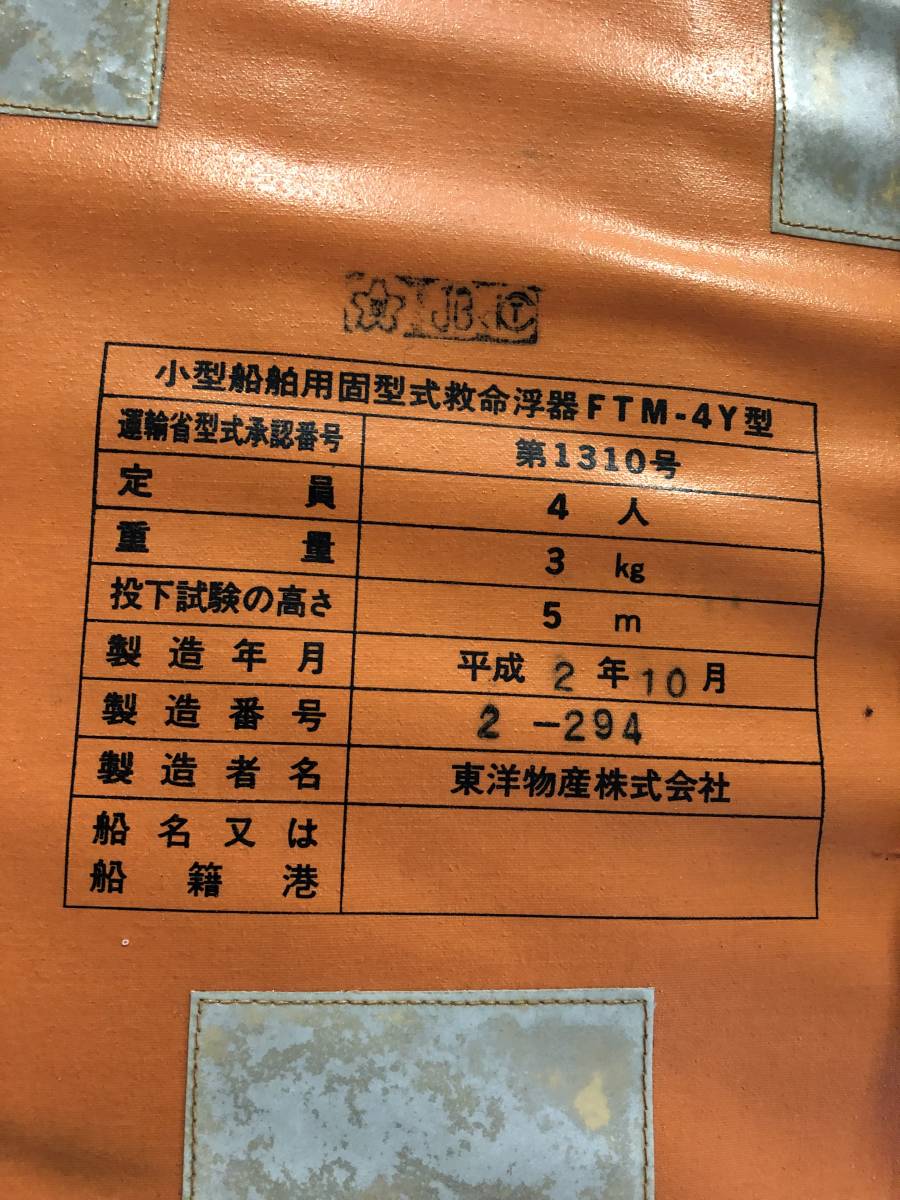 JB T
小型船舶用固型式救命浮器FTM-4Y型
運輸省型式承認番号 第1310号
定員 4人
重量 3kg
投下試験の高さ 5m
製造年月 平成2年10月
製造番号 2-294
製造者名 東洋物産株式会社
船名又は
船籍港